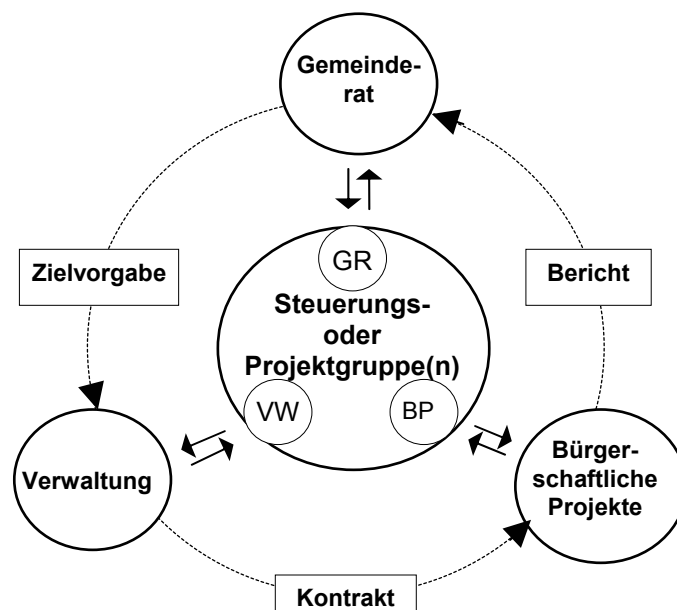 Gemeinde-
rat
Zielvorgabe
Bericht
GR
Steuerungs-
oder
Projektgruppe(n)
VW
BP
Verwaltung
Bürger-
schaftliche
Projekte
Kontrakt